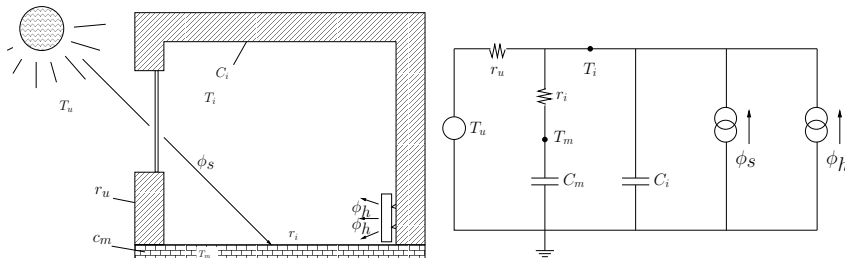 C_i
T_i
T_u
ϕ_s
r_u
ϕ_h
ϕ_h
r_i
c_m
T_m
r_u
T_i
r_i
T_u
T_m
C_m
C_i
ϕ_s
ϕ_h